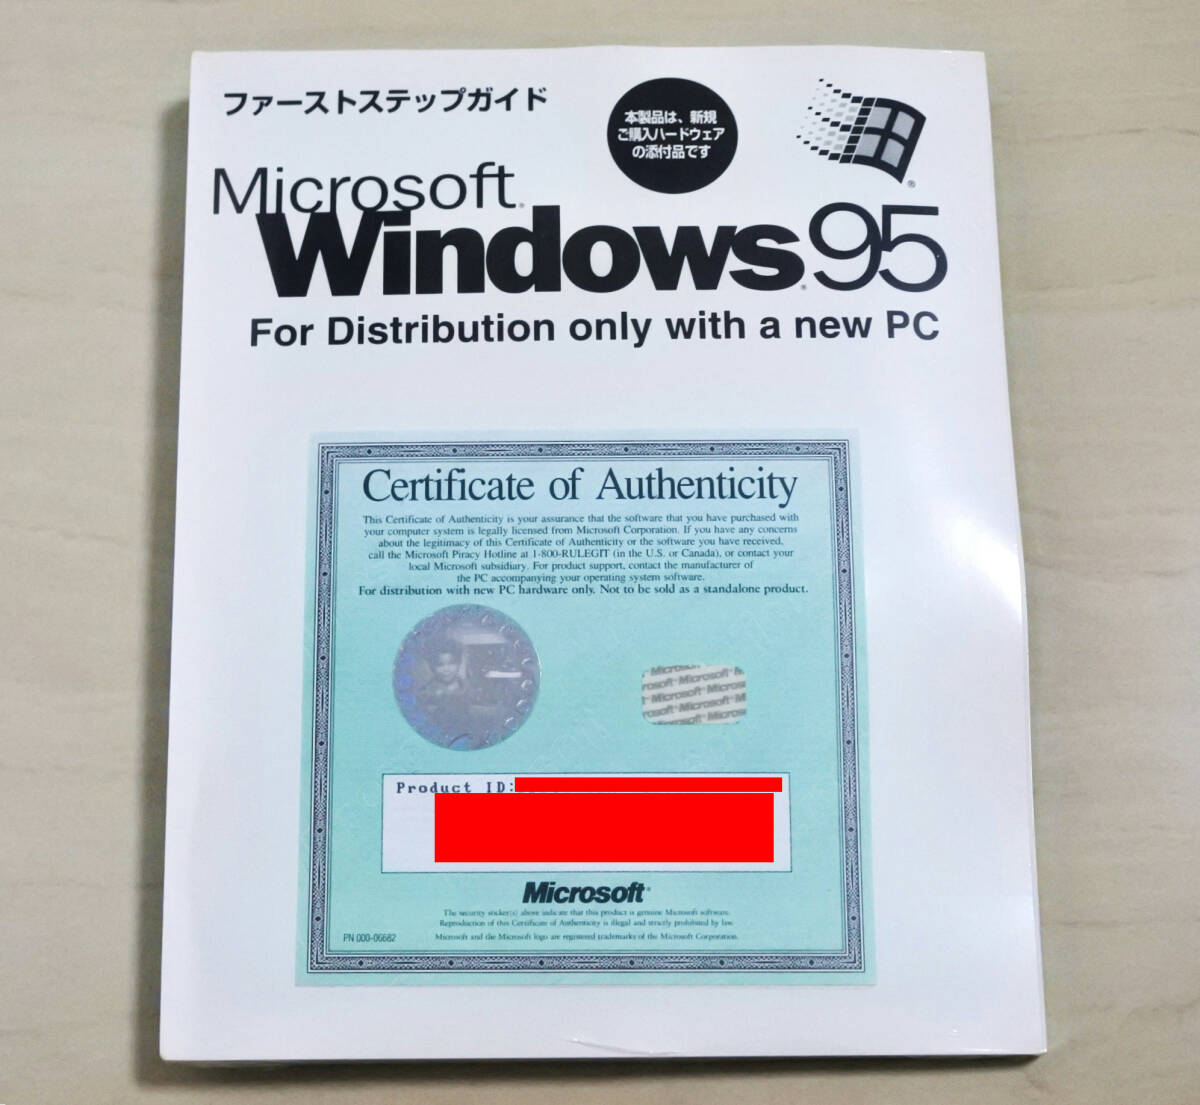 ファーストステップガイド
本製品は、新規
ご購入ハードウェア
の添付品です
Microsoft®
Windows®95
For Distribution only with a new PC
Certificate of Authenticity
This Certificate of Authenticity is your assurance that the software that you have purchased with
your computer system is legally licensed from Microsoft Corporation. If you have any concerns
about the legitimacy of this Certificate of Authenticity or the software you have received,
call the Microsoft Piracy Hotline at 1-800-RULEGIT (in the U.S. or Canada), or contact your
local Microsoft subsidiary. For product support, contact the manufacturer of
the PC accompanying your operating system software.
For distribution with new PC hardware only. Not to be sold as a standalone product.
Microsoft
Microsoft
Microsoft
Microsoft
Product ID:
Microsoft®
The security sticker(s) above indicate that this product is genuine Microsoft software.
Reproduction of this Certificate of Authenticity is illegal and strictly prohibited by law.
PN 000-06682
Microsoft and the Microsoft logo are registered trademarks of the Microsoft Corporation.